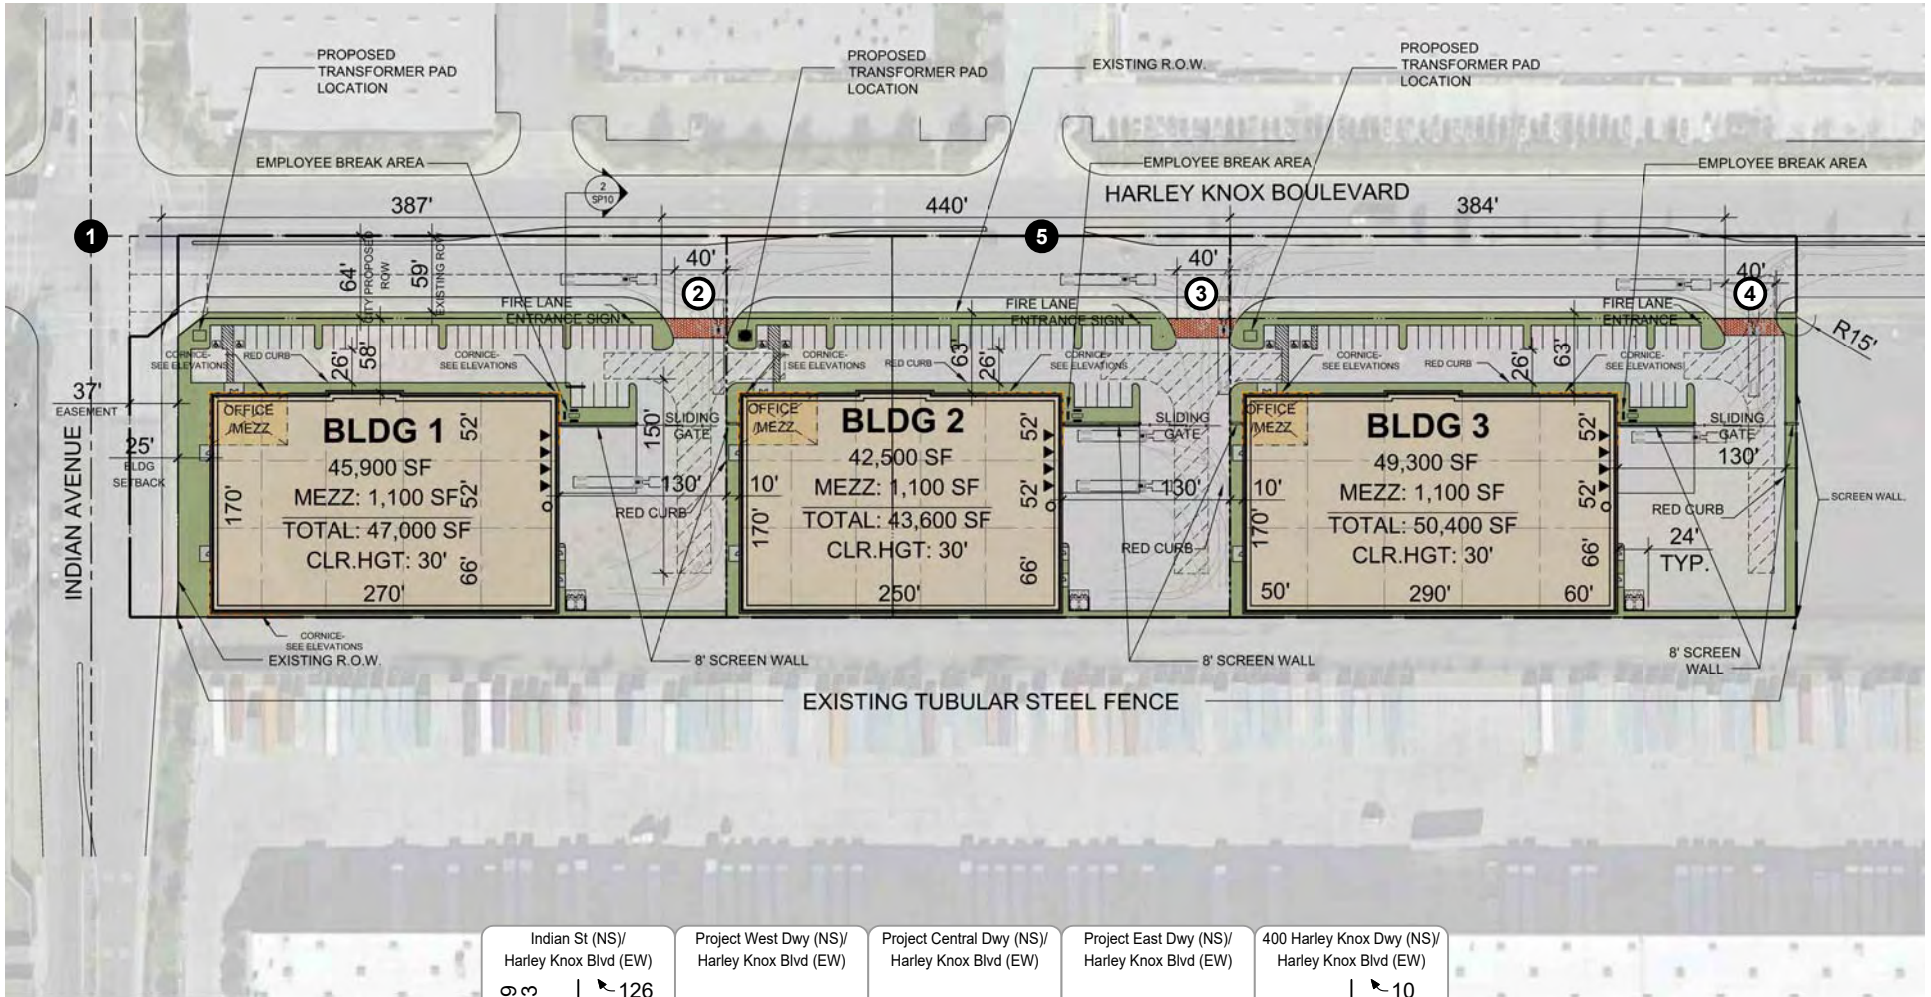 PROPOSED
TRANSFORMER PAD
LOCATION
PROPOSED
TRANSFORMER PAD
LOCATION
EXISTING R.O.W.
PROPOSED
TRANSFORMER PAD
LOCATION
EMPLOYEE BREAK AREA
EMPLOYEE BREAK AREA
EMPLOYEE BREAK AREA
2
SP10
HARLEY KNOX BOULEVARD
387'
440'
384'
1
5
64'
CITY PROPOSED
ROW
59'
EXISTING ROW
40'
40'
40'
2
3
4
FIRE LANE
ENTRANCE SIGN
FIRE LANE
ENTRANCE SIGN
FIRE LANE
ENTRANCE
R15'
CORNICE-
SEE ELEVATIONS
RED CURB
26'
58'
CORNICE-
SEE ELEVATIONS
CORNICE-
SEE ELEVATIONS
RED CURB
63'
26'
CORNICE-
SEE ELEVATIONS
CORNICE-
SEE ELEVATIONS
RED CURB
26'
63'
CORNICE-
SEE ELEVATIONS
37'
EASEMENT
25'
BLDG
SETBACK
INDIAN AVENUE
OFFICE
/MEZZ
BLDG 1
45,900 SF
MEZZ: 1,100 SF
TOTAL: 47,000 SF
CLR.HGT: 30'
270'
170'
52'
52'
66'
150'
SLIDING
GATE
130'
RED CURB
OFFICE
/MEZZ
BLDG 2
42,500 SF
MEZZ: 1,100 SF
TOTAL: 43,600 SF
CLR.HGT: 30'
250'
10'
170'
52'
52'
66'
SLIDING
GATE
130'
RED CURB
OFFICE
/MEZZ
BLDG 3
49,300 SF
MEZZ: 1,100 SF
TOTAL: 50,400 SF
CLR.HGT: 30'
50'
290'
60'
10'
170'
52'
52'
66'
SLIDING
GATE
130'
RED CURB
24'
TYP.
SCREEN WALL
CORNICE-
SEE ELEVATIONS
EXISTING R.O.W.
8' SCREEN WALL
8' SCREEN WALL
8' SCREEN
WALL
EXISTING TUBULAR STEEL FENCE
Indian St (NS)/
Harley Knox Blvd (EW)
126
Project West Dwy (NS)/
Harley Knox Blvd (EW)
Project Central Dwy (NS)/
Harley Knox Blvd (EW)
Project East Dwy (NS)/
Harley Knox Blvd (EW)
400 Harley Knox Dwy (NS)/
Harley Knox Blvd (EW)
10